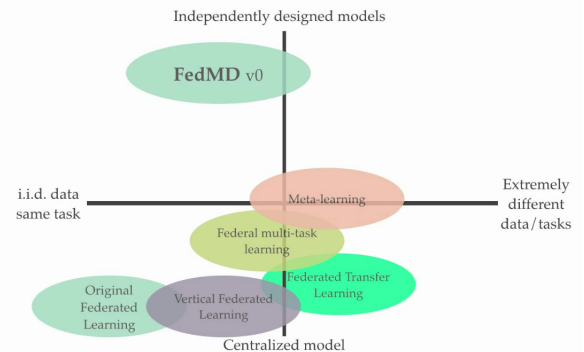 Independently designed models
FedMD v0
i.i.d. data
same task
Meta-learning
Extremely
different
data/tasks
Federal multi-task
learning
Federated Transfer
Learning
Original
Federated
Learning
Vertical Federated
Learning
Centralized model